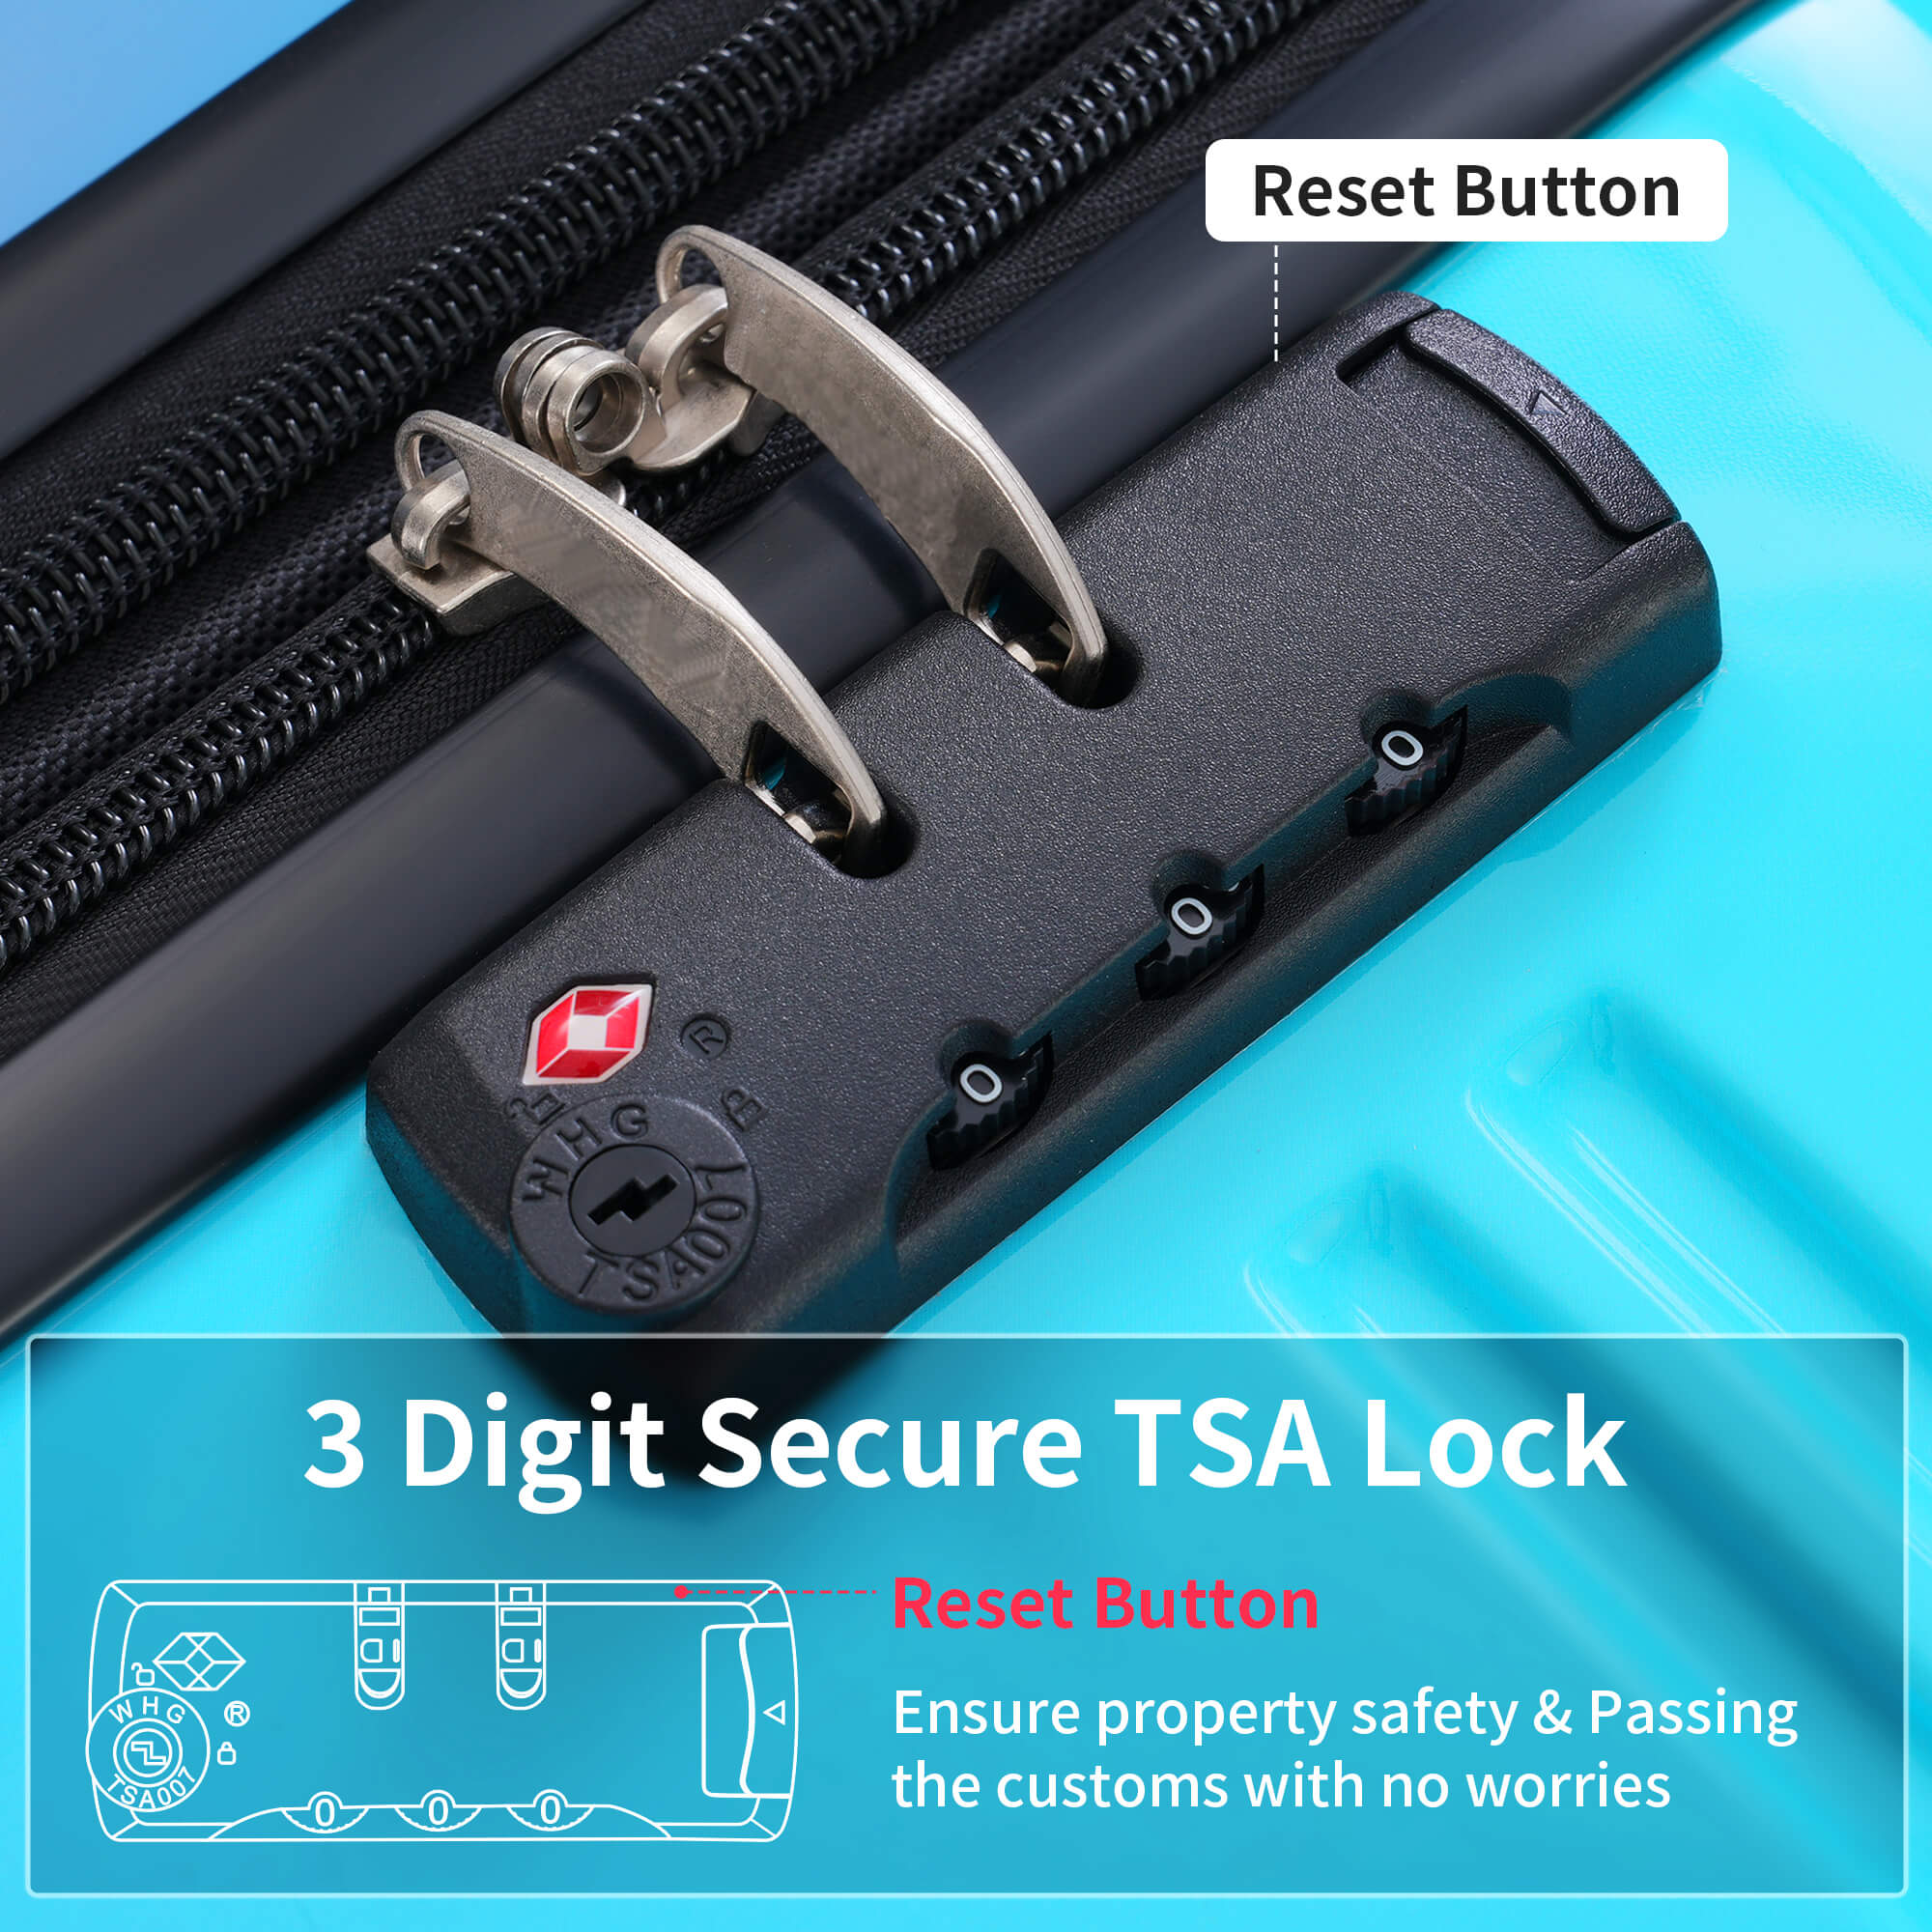 Reset Button
0
0
0
®
WHG
TSA007
3 Digit Secure TSA Lock
Reset Button
WHG
®
TSA007
0 0 0
Ensure property safety & Passing
the customs with no worries